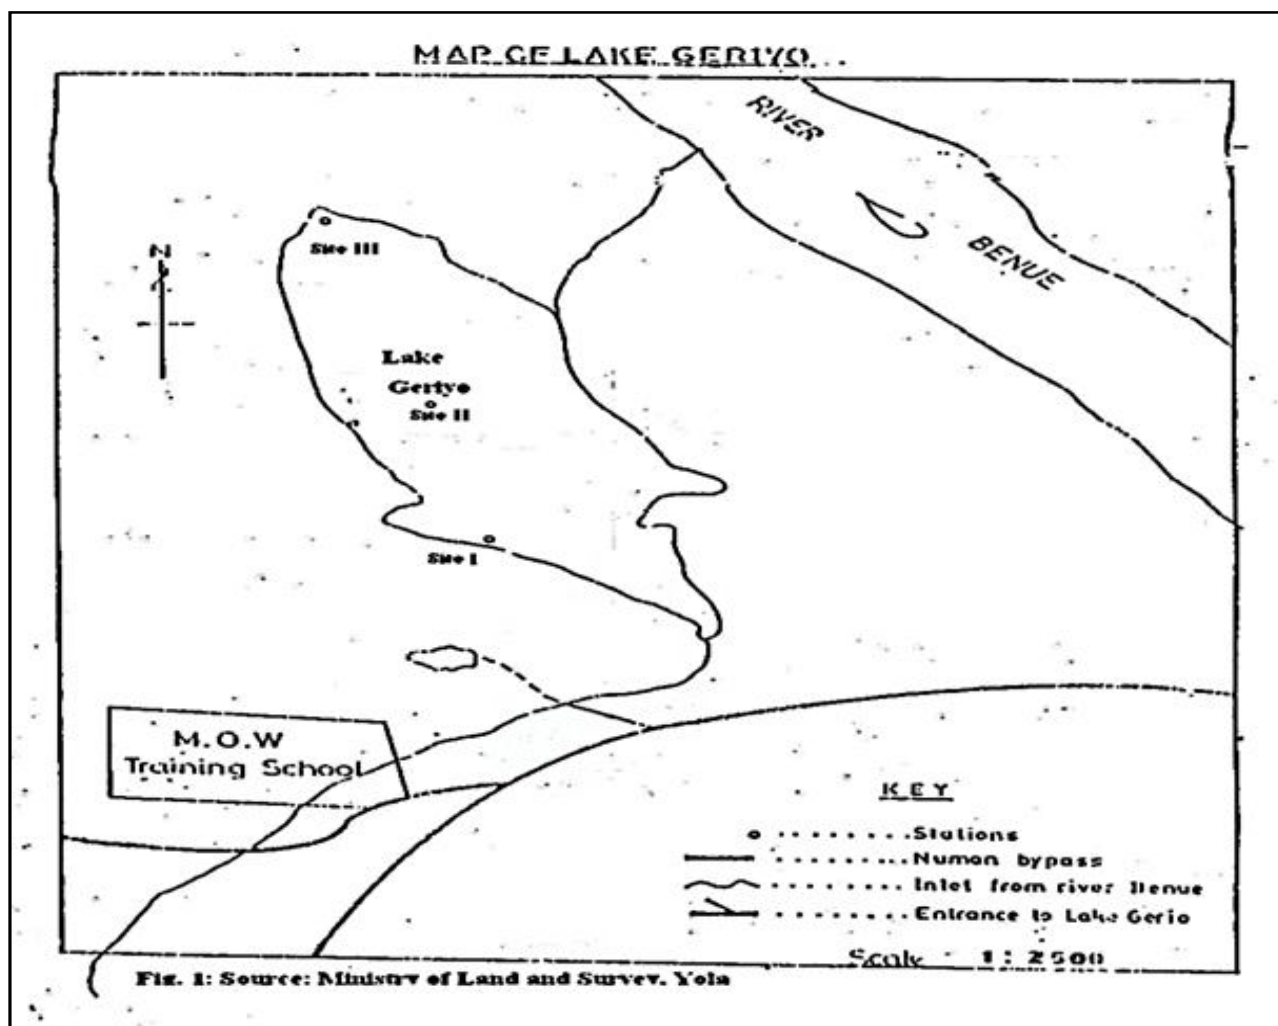 MAP OF LAKE GERIYO
RIVER
BENUE
N
Site III
Lake
Geriyo
Site II
Site I
M.O.W
Training School
KEY
Stations
Numan bypass
Inlet from river Benue
Entrance to Lake Gerio
Scale 1:2500
Fig. 1: Source: Ministry of Land and Survey, Yola